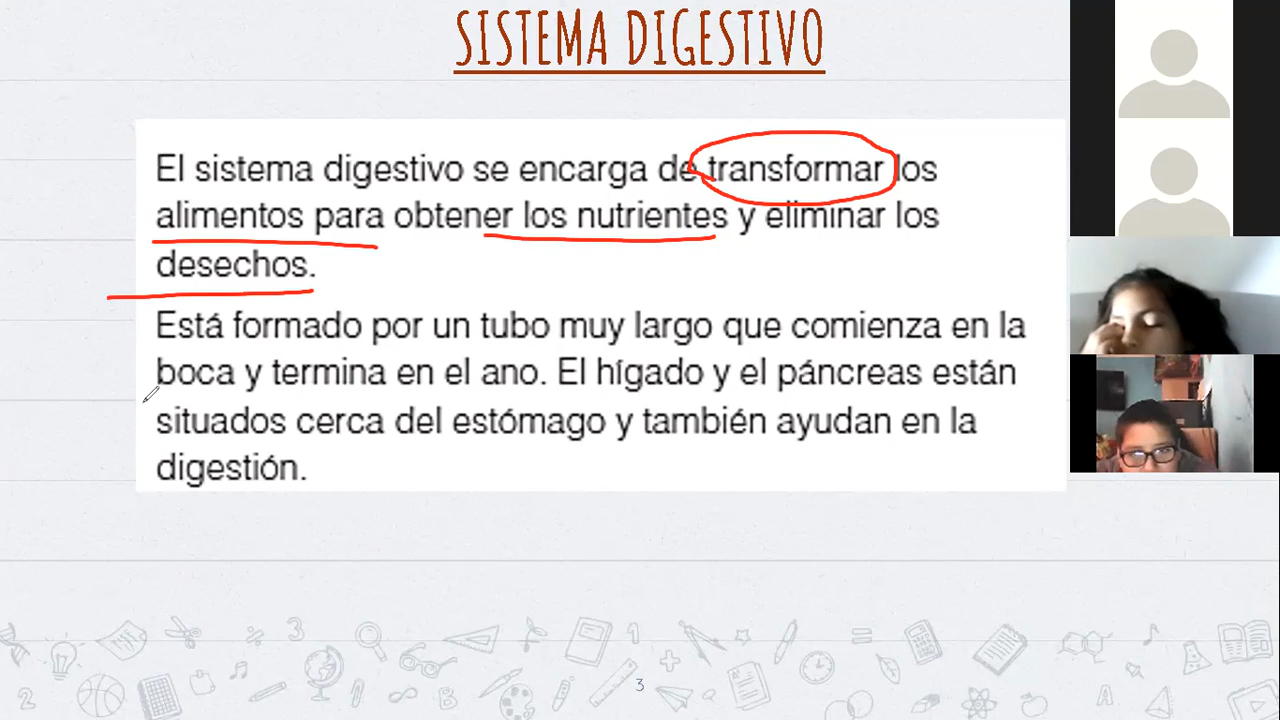 SISTEMA DIGESTIVO
El sistema digestivo se encarga de transformar los
alimentos para obtener los nutrientes y eliminar los
desechos.
Está formado por un tubo muy largo que comienza en la
boca y termina en el ano. El hígado y el páncreas están
situados cerca del estómago y también ayudan en la
digestión.
3